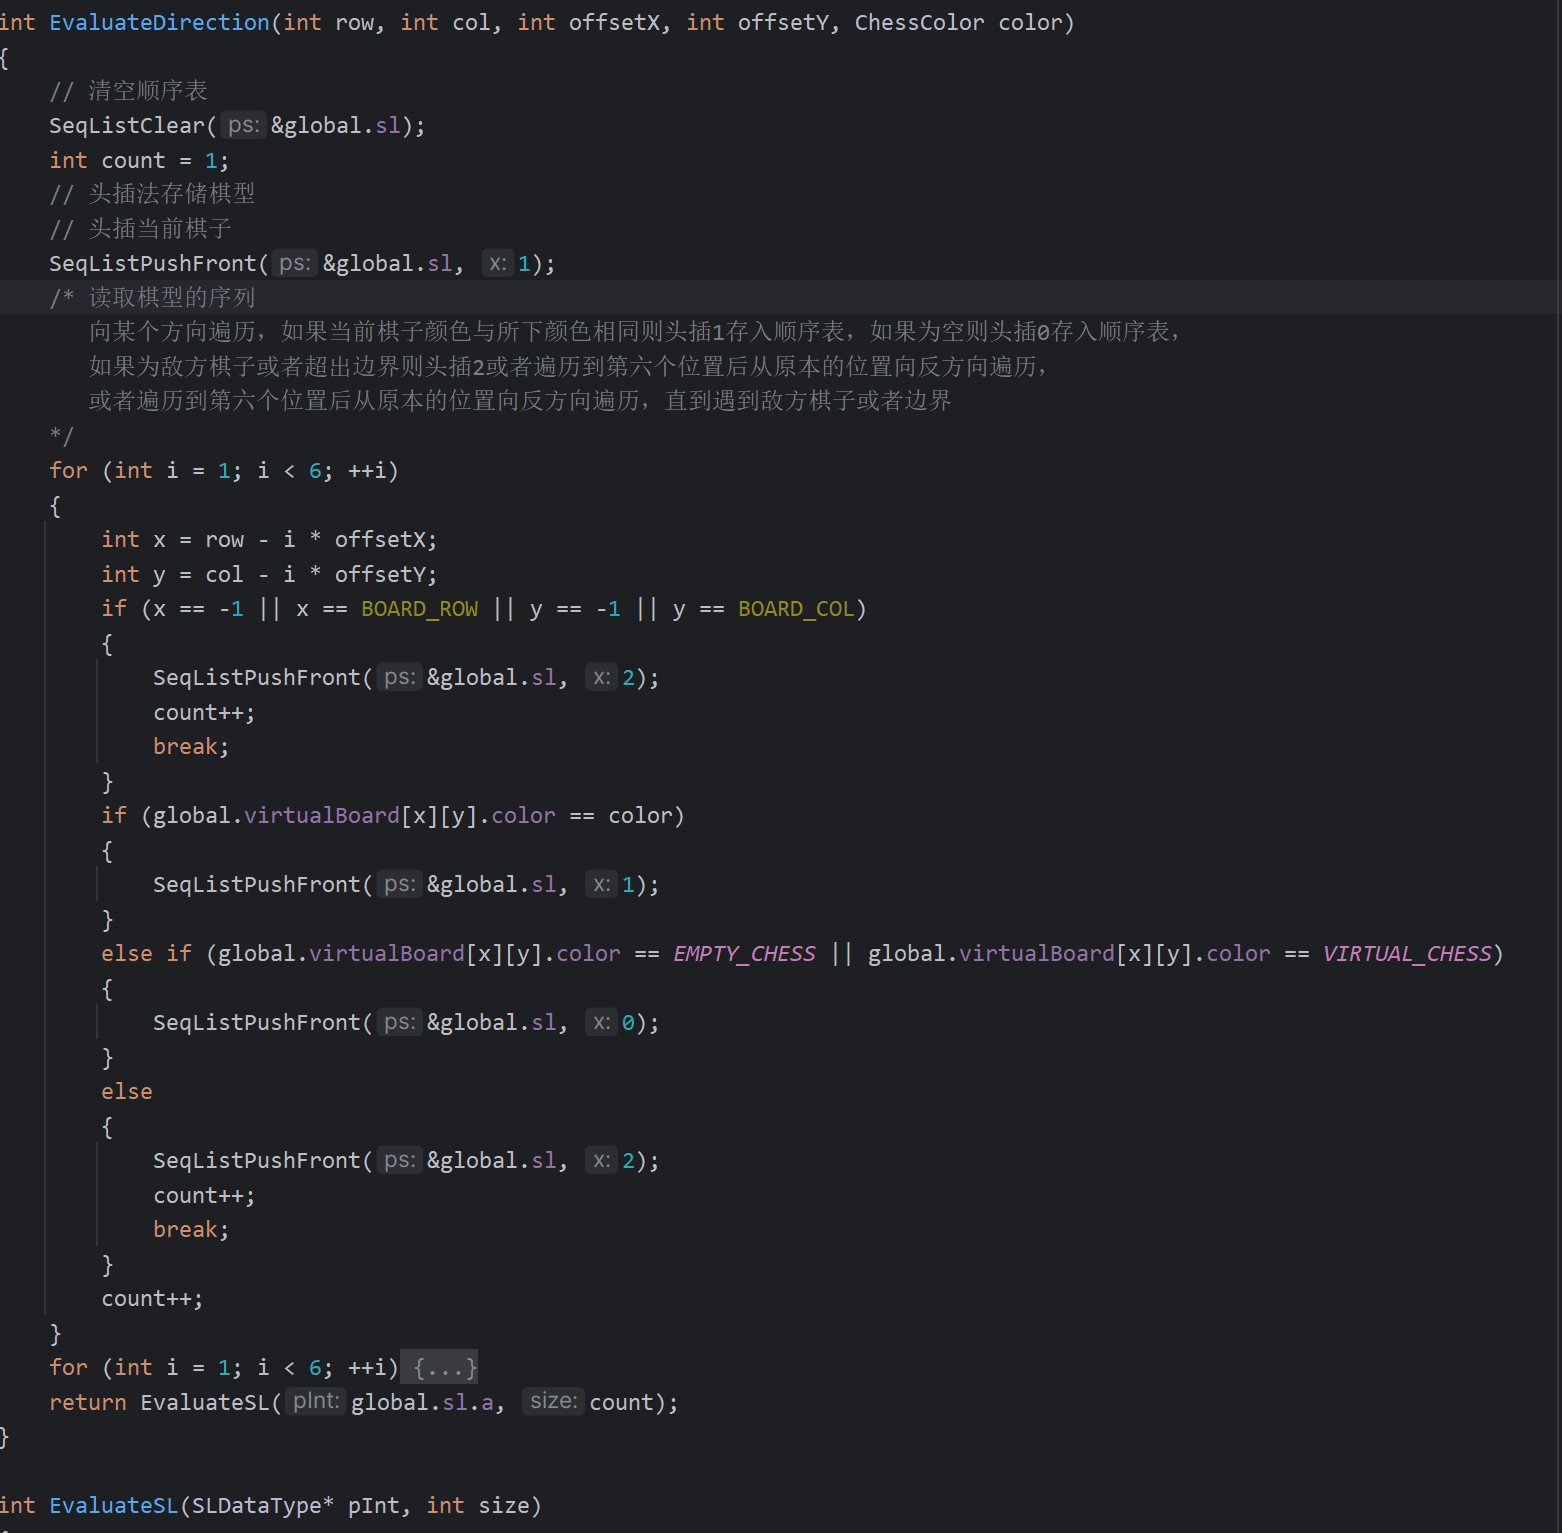 int EvaluateDirection(int row, int col, int offsetX, int offsetY, ChessColor color)
{
    // 清空顺序表
    SeqListClear( ps: &global.sl);
    int count = 1;
    // 头插法存储棋型
    // 头插当前棋子
    SeqListPushFront( ps: &global.sl,  x: 1);
    /* 读取棋型的序列
       向某个方向遍历，如果当前棋子颜色与所下颜色相同则头插1存入顺序表，如果为空则头插0存入顺序表，
       如果为敌方棋子或者超出边界则头插2或者遍历到第六个位置后从原本的位置向反方向遍历，
       或者遍历到第六个位置后从原本的位置向反方向遍历，直到遇到敌方棋子或者边界
    */
    for (int i = 1; i < 6; ++i)
    {
        int x = row - i * offsetX;
        int y = col - i * offsetY;
        if (x == -1 || x == BOARD_ROW || y == -1 || y == BOARD_COL)
        {
            SeqListPushFront( ps: &global.sl,  x: 2);
            count++;
            break;
        }
        if (global.virtualBoard[x][y].color == color)
        {
            SeqListPushFront( ps: &global.sl,  x: 1);
        }
        else if (global.virtualBoard[x][y].color == EMPTY_CHESS || global.virtualBoard[x][y].color == VIRTUAL_CHESS)
        {
            SeqListPushFront( ps: &global.sl,  x: 0);
        }
        else
        {
            SeqListPushFront( ps: &global.sl,  x: 2);
            count++;
            break;
        }
        count++;
    }
    for (int i = 1; i < 6; ++i) {...}
    return EvaluateSL( pInt: global.sl.a,  size: count);
}
int EvaluateSL(SLDataType* pInt, int size)
{